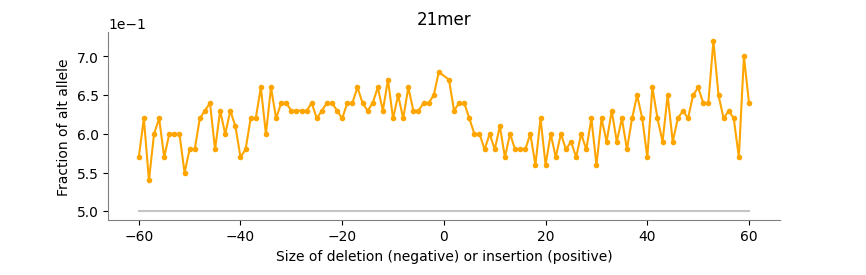 21mer
1e−1
7.0
6.5
6.0
5.5
5.0
Fraction of alt allele
−60 −40 −20 0 20 40 60
Size of deletion (negative) or insertion (positive)